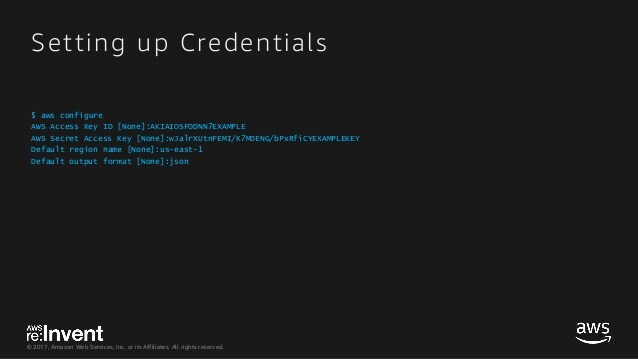 Setting up Credentials
$ aws configure
AWS Access Key ID [None]:AKIAIOSFODNN7EXAMPLE
AWS Secret Access Key [None]:wJalrXUtnFEMI/K7MDENG/bPxRfiCYEXAMPLEKEY
Default region name [None]:us-east-1
Default output format [None]:json
AWS
re:Invent
aws
© 2017, Amazon Web Services, Inc. or its Affiliates. All rights reserved.